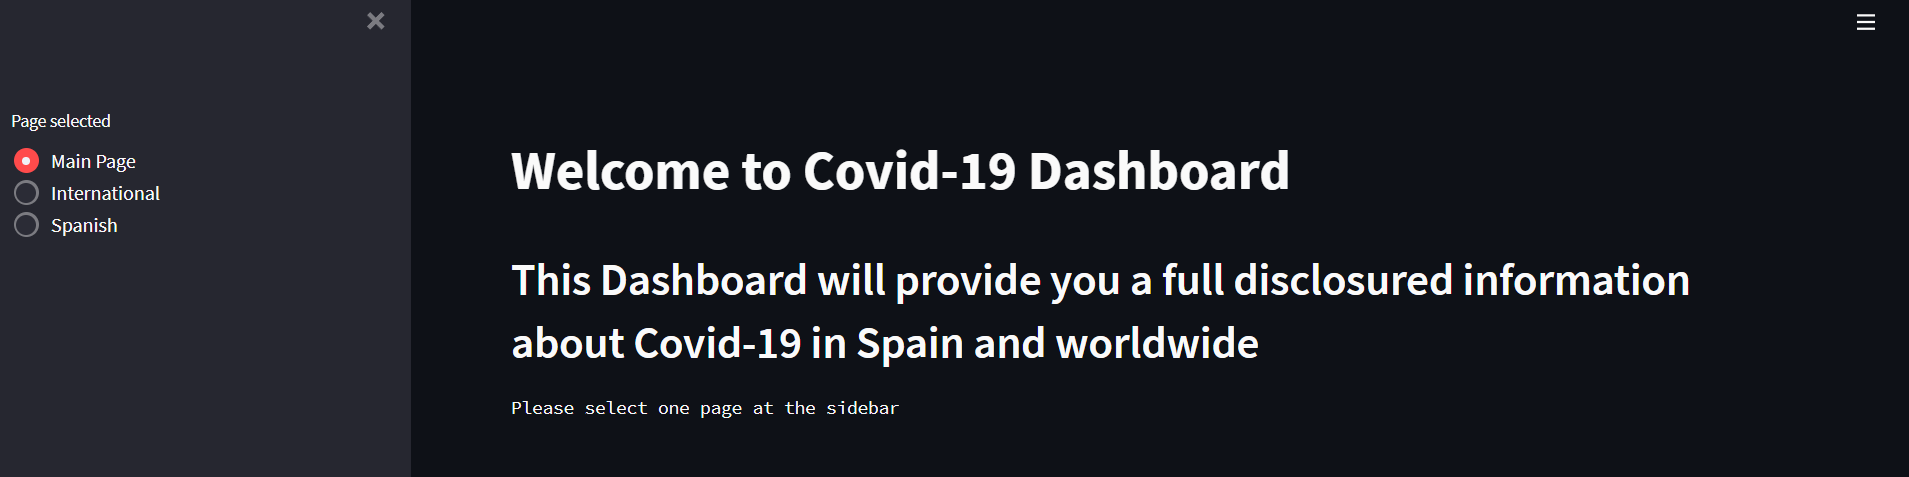 Page selected
Main Page
International
Spanish
Welcome to Covid-19 Dashboard
This Dashboard will provide you a full disclosured information
about Covid-19 in Spain and worldwide
Please select one page at the sidebar